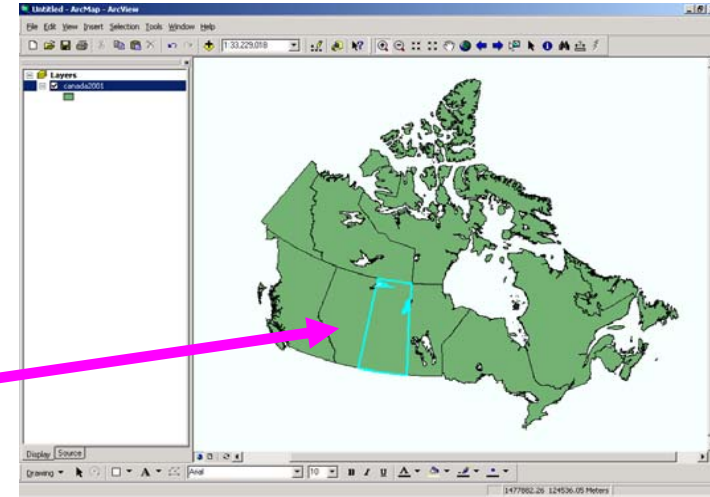 Untitled - ArcMap - ArcView
File Edit View Insert Selection Tools Window Help
1:33,229,018
Layers
canada2001
Display Source
Drawing A Arial 10 B I U A
1477882.26 124536.05 Meters